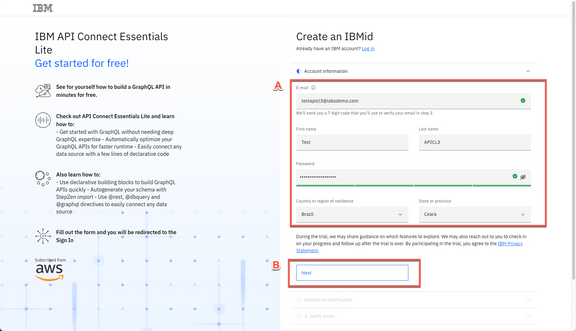 IBM
IBM API Connect Essentials
Lite
Get started for free!
See for yourself how to build a GraphQL API in
minutes for free.
Check out API Connect Essentials Lite and learn
how to:
- Get started with GraphQL without needing deep
GraphQL expertise - Automatically optimize your
GraphQL APIs for faster runtime - Easily connect any
data source with a few lines of declarative code
Also learn how to:
- Use declarative building blocks to build GraphQL
APIs quickly - Autogenerate your schema with
StepZen import - Use @rest, @dbquery and
@graphql directives to easily connect any data
source
Fill out the form and you will be redirected to the
Sign In
Subscripted from
aws
Create an IBMid
Already have an IBM account? Log in
Account information
A
E-mail
testapicl3@labsdemo.com
We'll send you a 7 digit code that you'll use to verify your email in step 3.
First name
Last name
Test
APICL3
Password
Country or region of residence
State or province
Brazil
Ceara
During the trial, we may share guidance on which features to explore. We may also reach out to you to check in
on your progress and follow up after the trial is over. By participating in the trial, you agree to the IBM Privacy
Statement.
B
Next
Additional information
Verify email